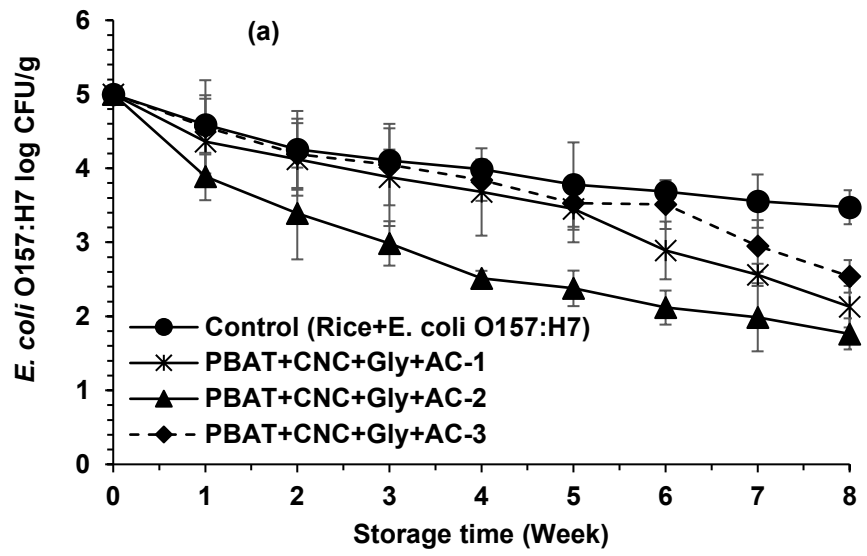 (a)
E. coli O157:H7 log CFU/g
6
5
4
3
2
1
0
Control (Rice+E. coli O157:H7)
PBAT+CNC+Gly+AC-1
PBAT+CNC+Gly+AC-2
PBAT+CNC+Gly+AC-3
0 1 2 3 4 5 6 7 8
Storage time (Week)